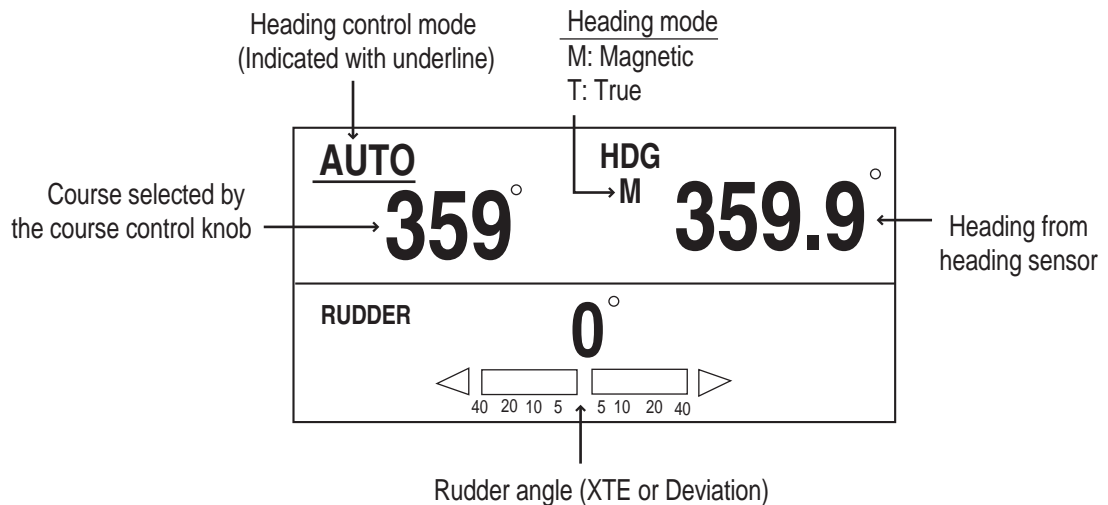 Heading control mode
(Indicated with underline)
Heading mode
M: Magnetic
T: True
AUTO
359°
HDG
M
359.9°
Course selected by
the course control knob
Heading from
heading sensor
RUDDER
0°
40 20 10 5 5 10 20 40
Rudder angle (XTE or Deviation)